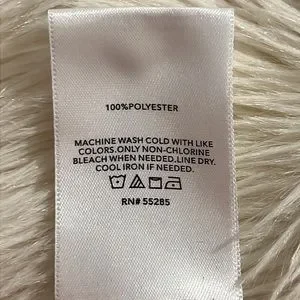 100%POLYESTER
MACHINE WASH COLD WITH LIKE
COLORS.ONLY NON-CHLORINE
BLEACH WHEN NEEDED.LINE DRY.
COOL IRON IF NEEDED.
RN# 55285